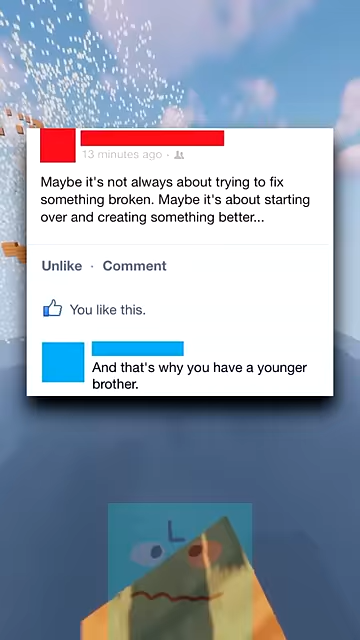 13 minutes ago ·
Maybe it's not always about trying to fix
something broken. Maybe it's about starting
over and creating something better...
Unlike · Comment
You like this.
And that's why you have a younger
brother.